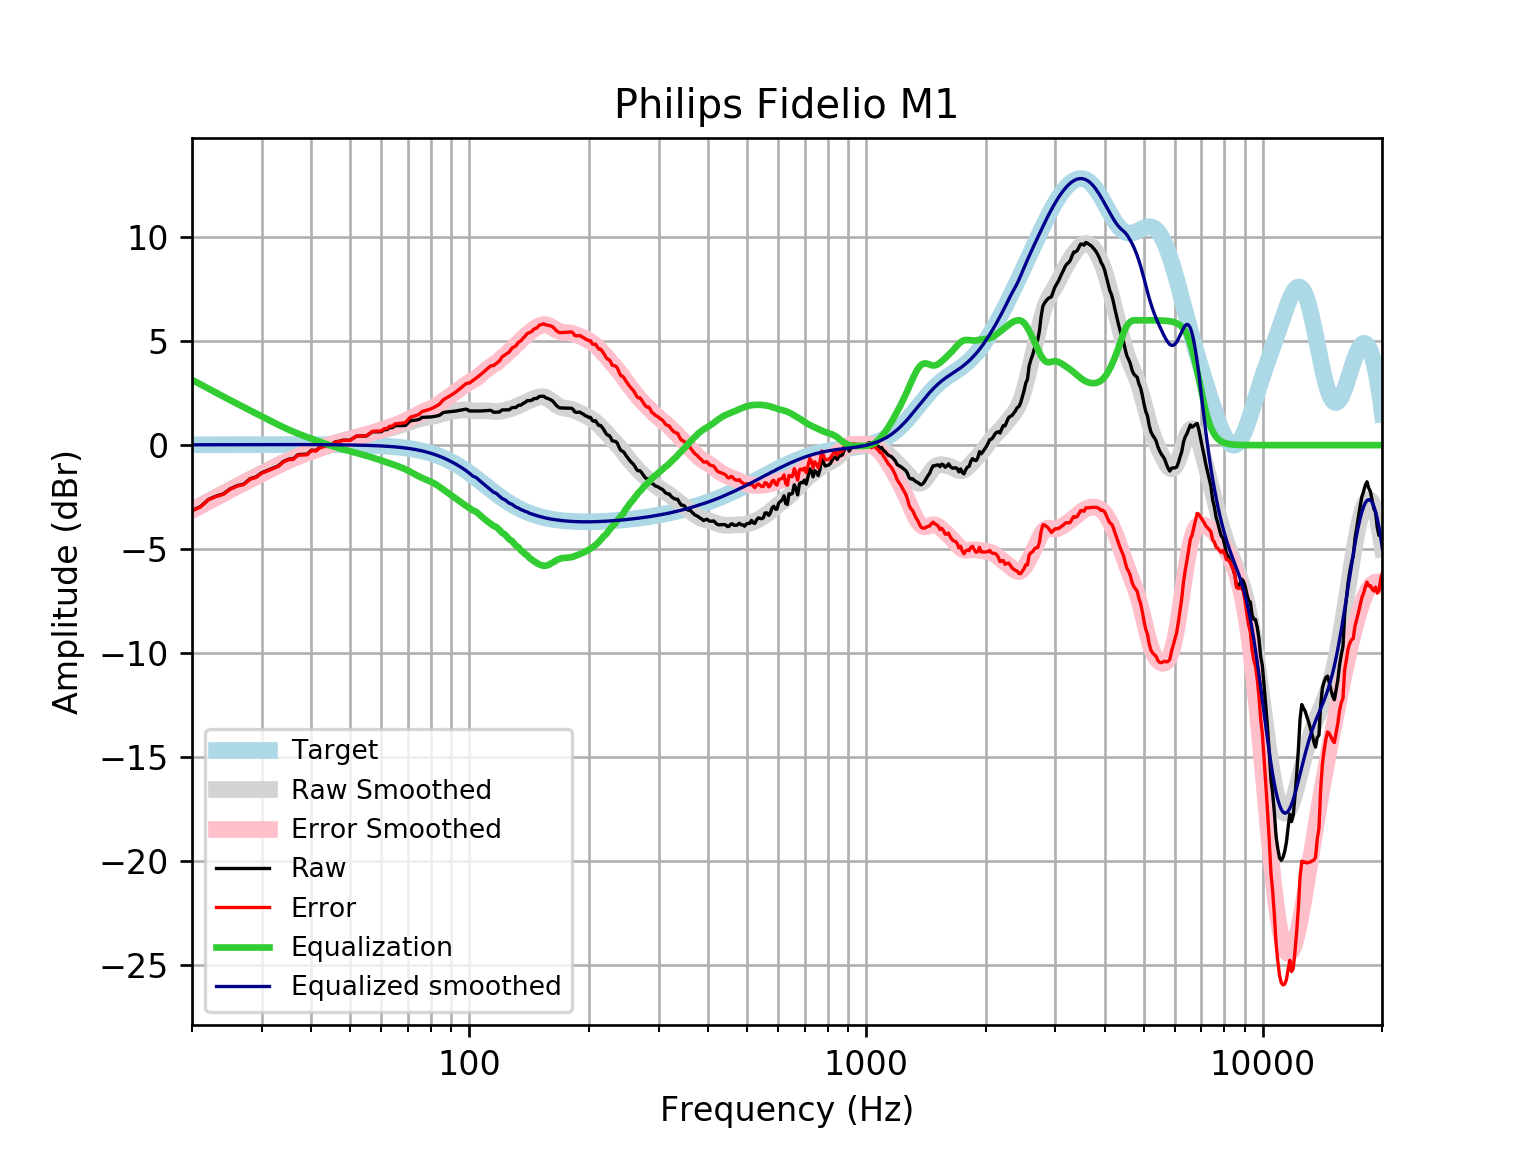 Philips Fidelio M1
Amplitude (dBr)
10
5
0
−5
−10
−15
−20
−25
Target
Raw Smoothed
Error Smoothed
Raw
Error
Equalization
Equalized smoothed
100
1000
10000
Frequency (Hz)